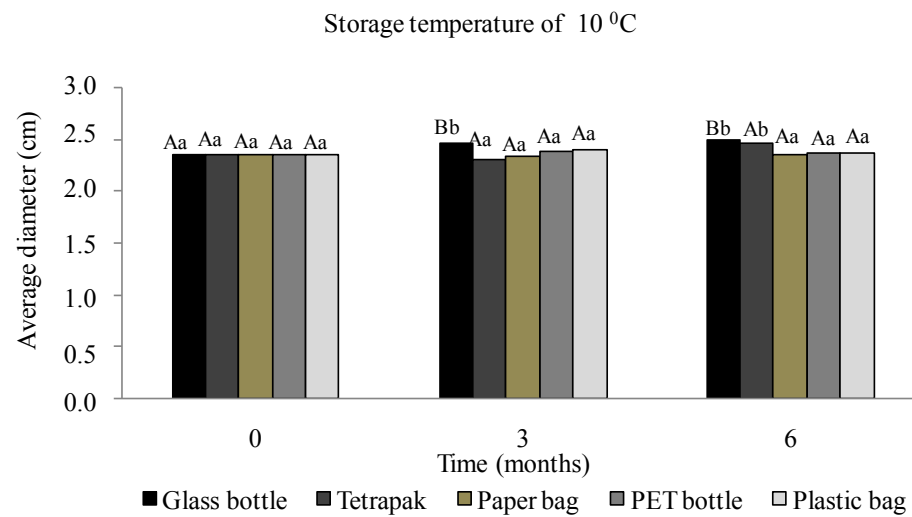 Storage temperature of 10 ⁰C
Average diameter (cm)
3.0
2.5
2.0
1.5
1.0
0.5
0.0
Aa Aa Aa Aa Aa
Bb Aa Aa Aa Aa
Bb Ab Aa Aa Aa
0 3 6
Time (months)
Glass bottle Tetrapak Paper bag PET bottle Plastic bag